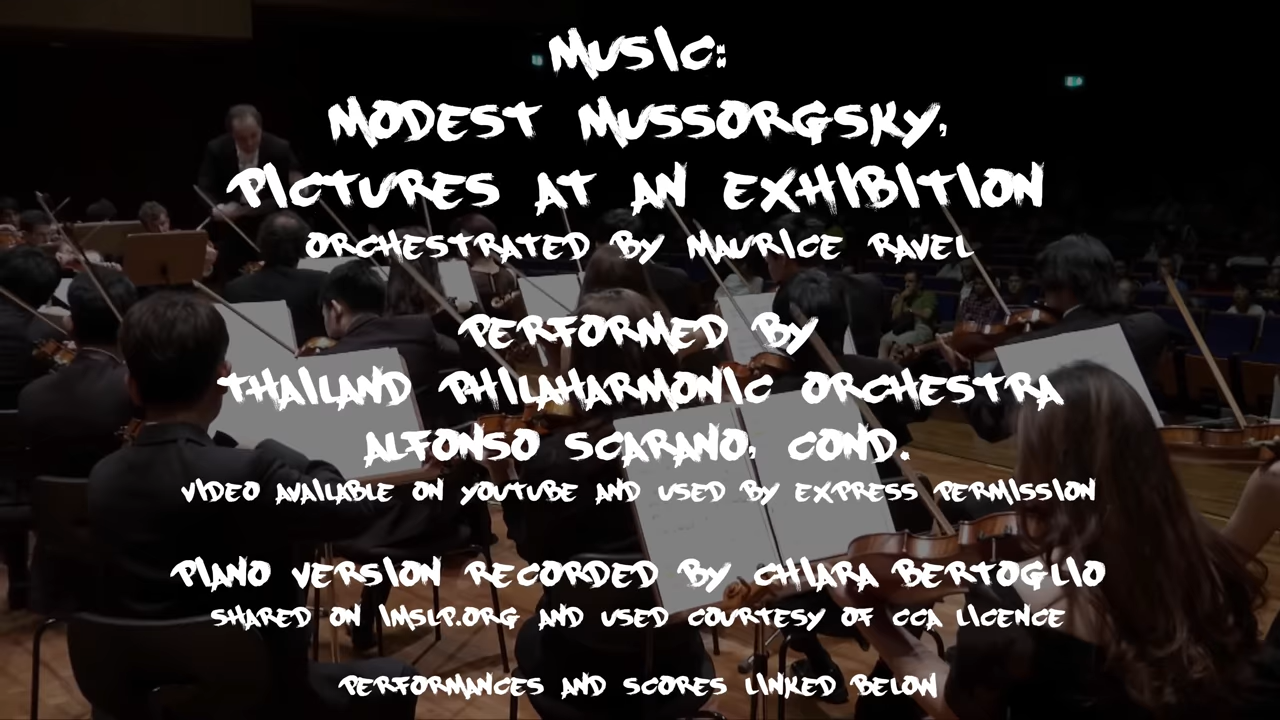 MUSIC:
MODEST MUSSORGSKY,
PICTURES AT AN EXHIBITION
ORCHESTRATED BY MAURICE RAVEL
PERFORMED BY
THAILAND PHILAHARMONIC ORCHESTRA
ALFONSO SCARANO, COND.
VIDEO AVAILABLE ON YOUTUBE AND USED BY EXPRESS PERMISSION
PIANO VERSION RECORDED BY CHIARA BERTOGLIO
SHARED ON IMSLP.ORG AND USED COURTESY OF CCA LICENCE
PERFORMANCES AND SCORES LINKED BELOW